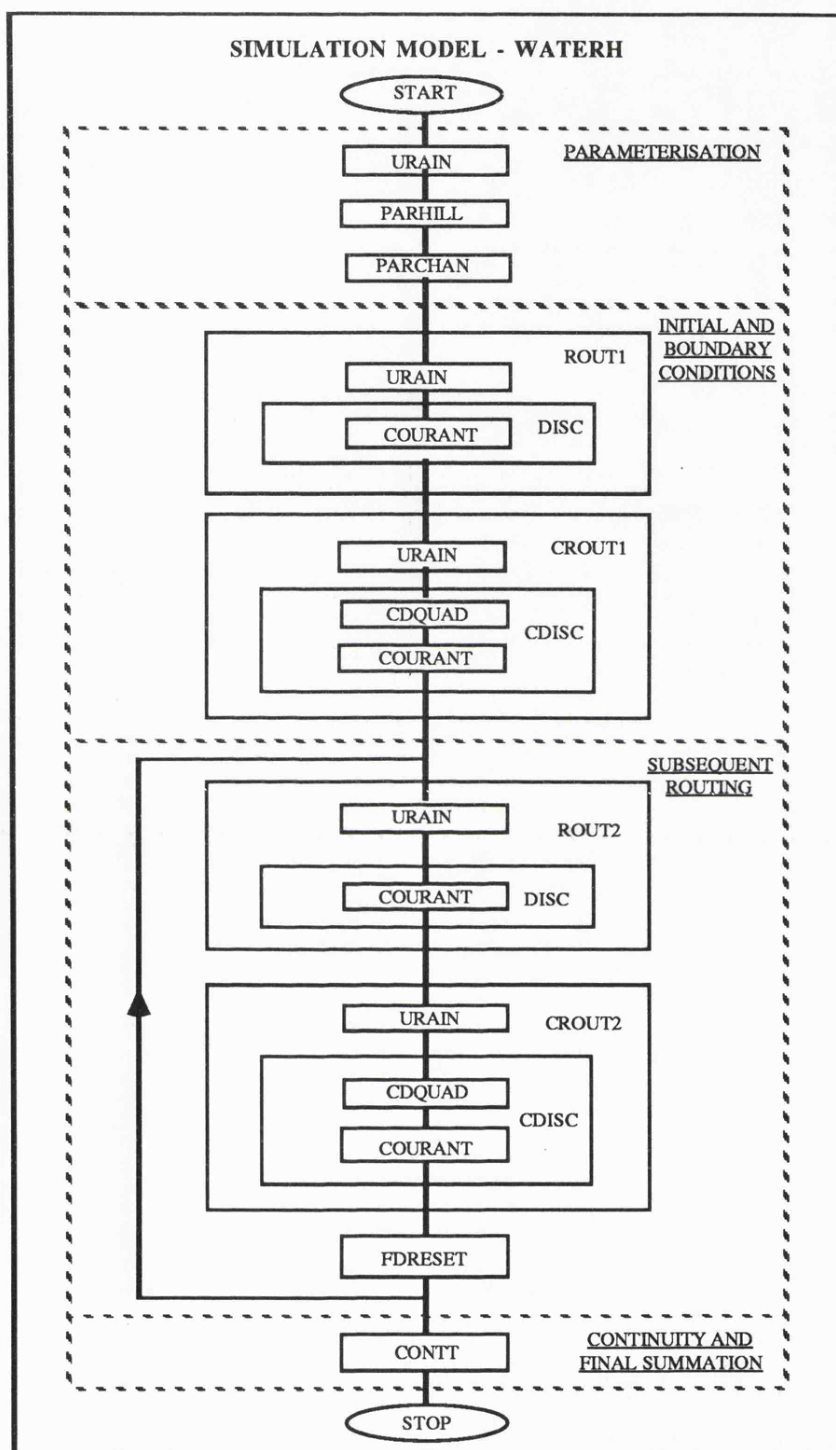 SIMULATION MODEL - WATERH
START
URAIN
PARAMETERISATION
PARHILL
PARCHAN
INITIAL AND
BOUNDARY
CONDITIONS
ROUT1
URAIN
DISC
COURANT
CROUT1
URAIN
CDQUAD
CDISC
COURANT
SUBSEQUENT
ROUTING
URAIN
ROUT2
COURANT
DISC
URAIN
CROUT2
CDQUAD
CDISC
COURANT
FDRESET
CONTT
CONTINUITY AND
FINAL SUMMATION
STOP